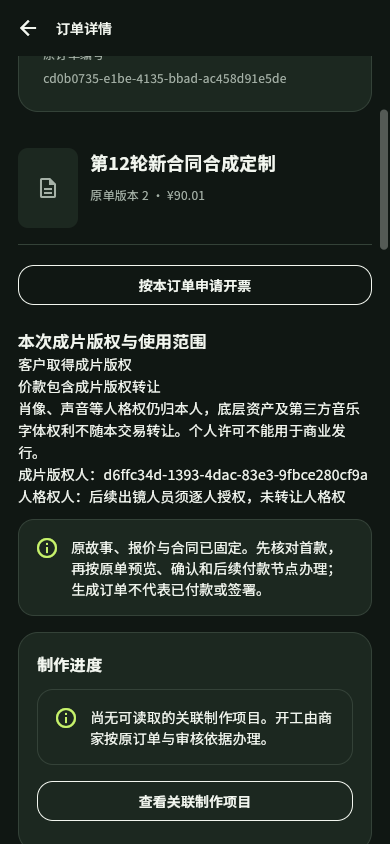 订单详情
原订单编号
cd0b0735-e1be-4135-bbad-ac458d91e5de
第12轮新合同合成定制
原单版本 2 · ¥90.01
按本订单申请开票
本次成片版权与使用范围
客户取得成片版权
价款包含成片版权转让
肖像、声音等人格权仍归本人，底层资产及第三方音乐
字体权利不随本交易转让。个人许可不能用于商业发
行。
成片版权人：d6ffc34d-1393-4dac-83e3-9fbce280cf9a
人格权人：后续出镜人员须逐人授权，未转让人格权
原故事、报价与合同已固定。先核对首款，
再按原单预览、确认和后续付款节点办理；
生成订单不代表已付款或签署。
制作进度
尚无可读取的关联制作项目。开工由商
家按原订单与审核依据办理。
查看关联制作项目